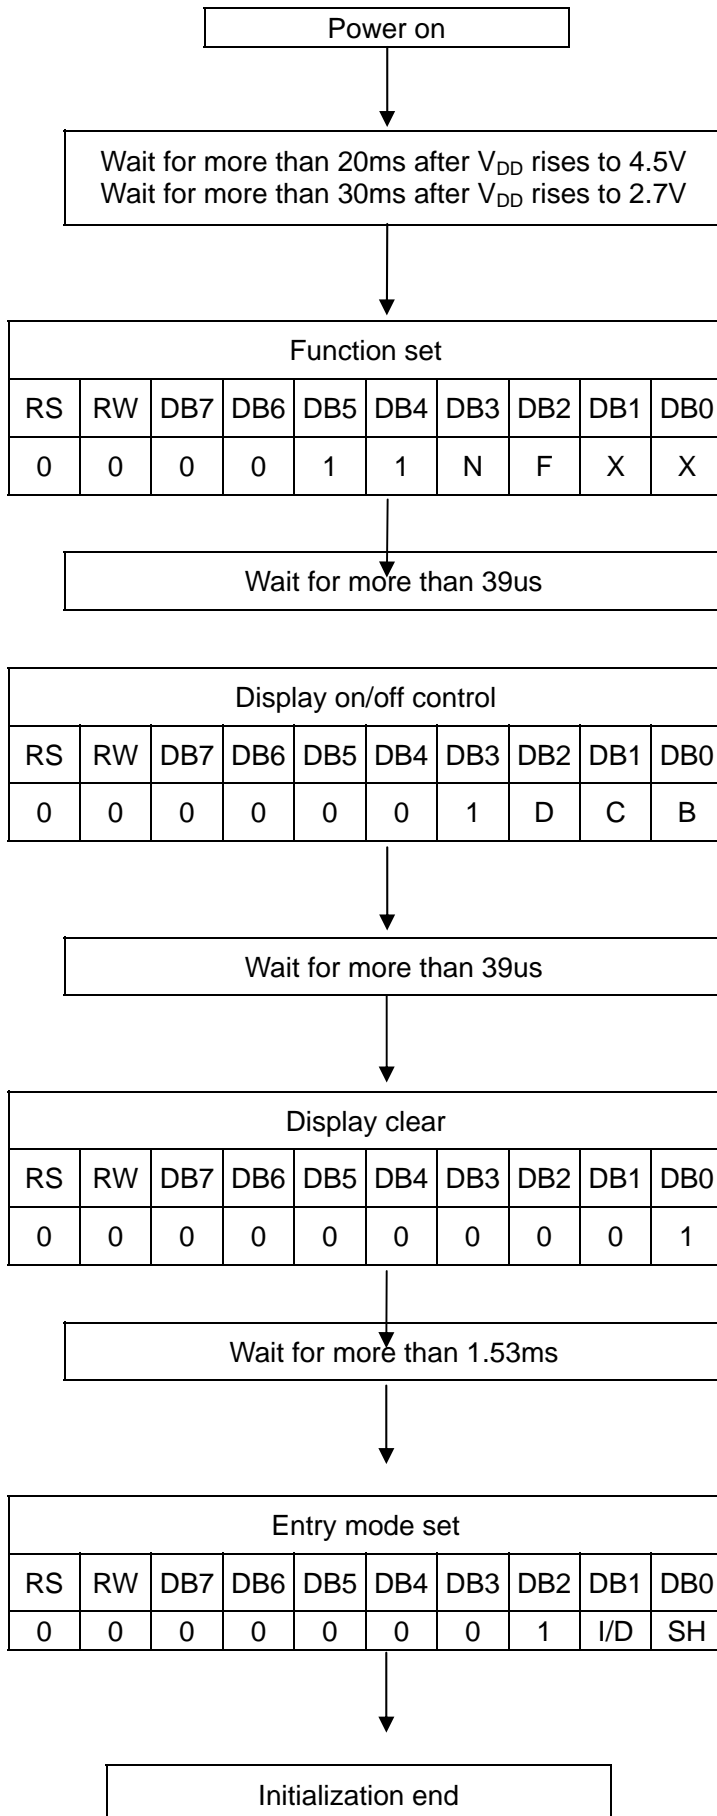 Power on
Wait for more than 20ms after VDD rises to 4.5V
Wait for more than 30ms after VDD rises to 2.7V
Function set
RS RW DB7 DB6 DB5 DB4 DB3 DB2 DB1 DB0
0 0 0 0 1 1 N F X X
Wait for more than 39us
Display on/off control
RS RW DB7 DB6 DB5 DB4 DB3 DB2 DB1 DB0
0 0 0 0 0 0 1 D C B
Wait for more than 39us
Display clear
RS RW DB7 DB6 DB5 DB4 DB3 DB2 DB1 DB0
0 0 0 0 0 0 0 0 0 1
Wait for more than 1.53ms
Entry mode set
RS RW DB7 DB6 DB5 DB4 DB3 DB2 DB1 DB0
0 0 0 0 0 0 0 1 I/D SH
Initialization end